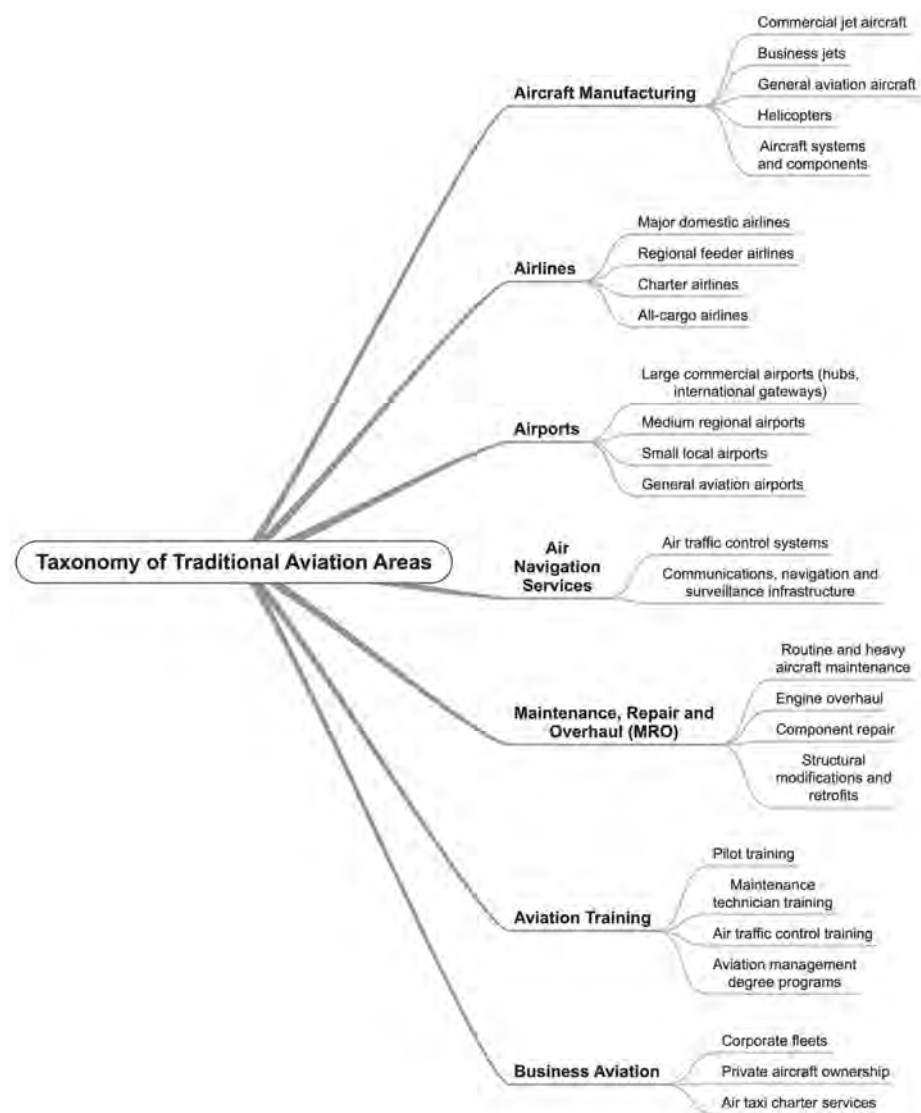 Taxonomy of Traditional Aviation Areas
Aircraft Manufacturing
Commercial jet aircraft
Business jets
General aviation aircraft
Helicopters
Aircraft systems
and components
Airlines
Major domestic airlines
Regional feeder airlines
Charter airlines
All-cargo airlines
Airports
Large commercial airports (hubs,
international gateways)
Medium regional airports
Small local airports
General aviation airports
Air
Navigation
Services
Air traffic control systems
Communications, navigation and
surveillance infrastructure
Maintenance, Repair and
Overhaul (MRO)
Routine and heavy
aircraft maintenance
Engine overhaul
Component repair
Structural
modifications and
retrofits
Aviation Training
Pilot training
Maintenance
technician training
Air traffic control training
Aviation management
degree programs
Business Aviation
Corporate fleets
Private aircraft ownership
Air taxi charter services